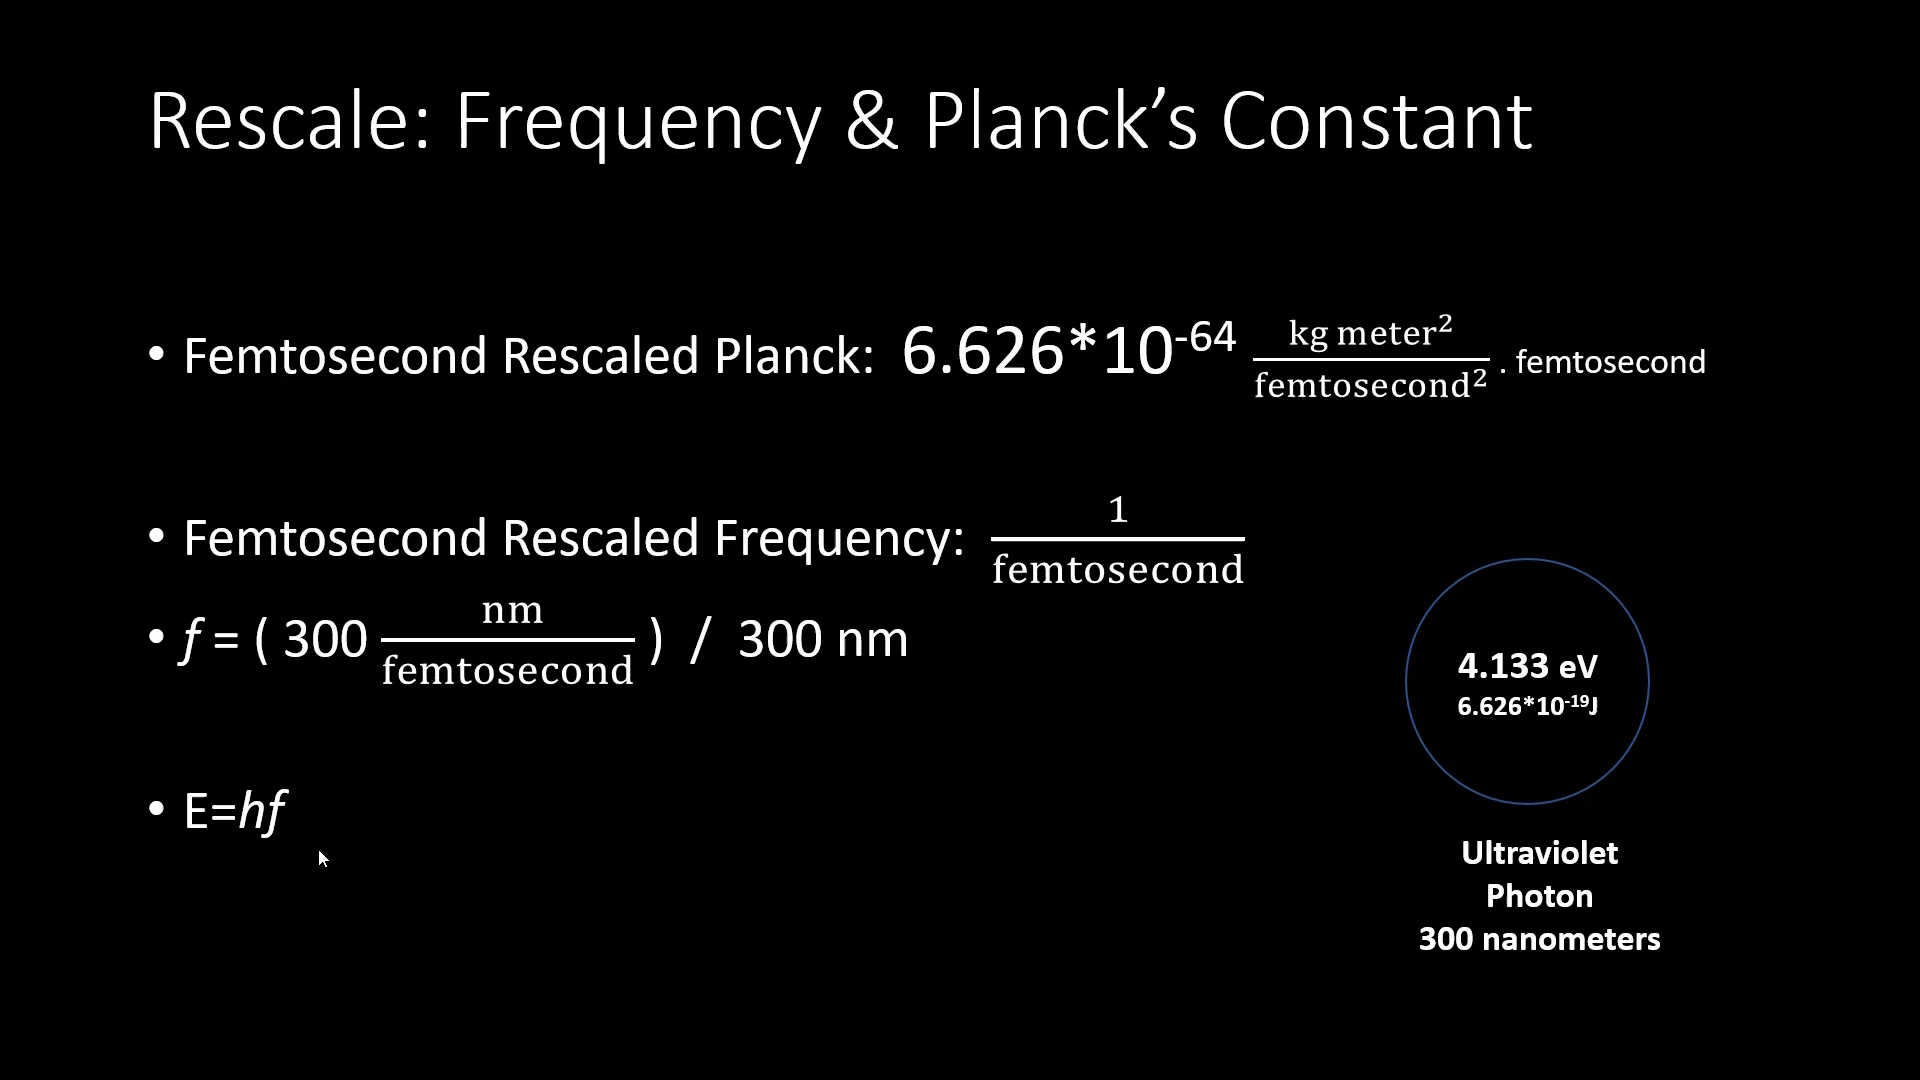 Rescale: Frequency & Planck’s Constant
• Femtosecond Rescaled Planck: 6.626*10⁻⁶⁴ kg meter² / femtosecond² . femtosecond
• Femtosecond Rescaled Frequency: 1 / femtosecond
• f = ( 300 nm / femtosecond ) / 300 nm
• E=hf
4.133 eV
6.626*10⁻¹⁹J
Ultraviolet
Photon
300 nanometers